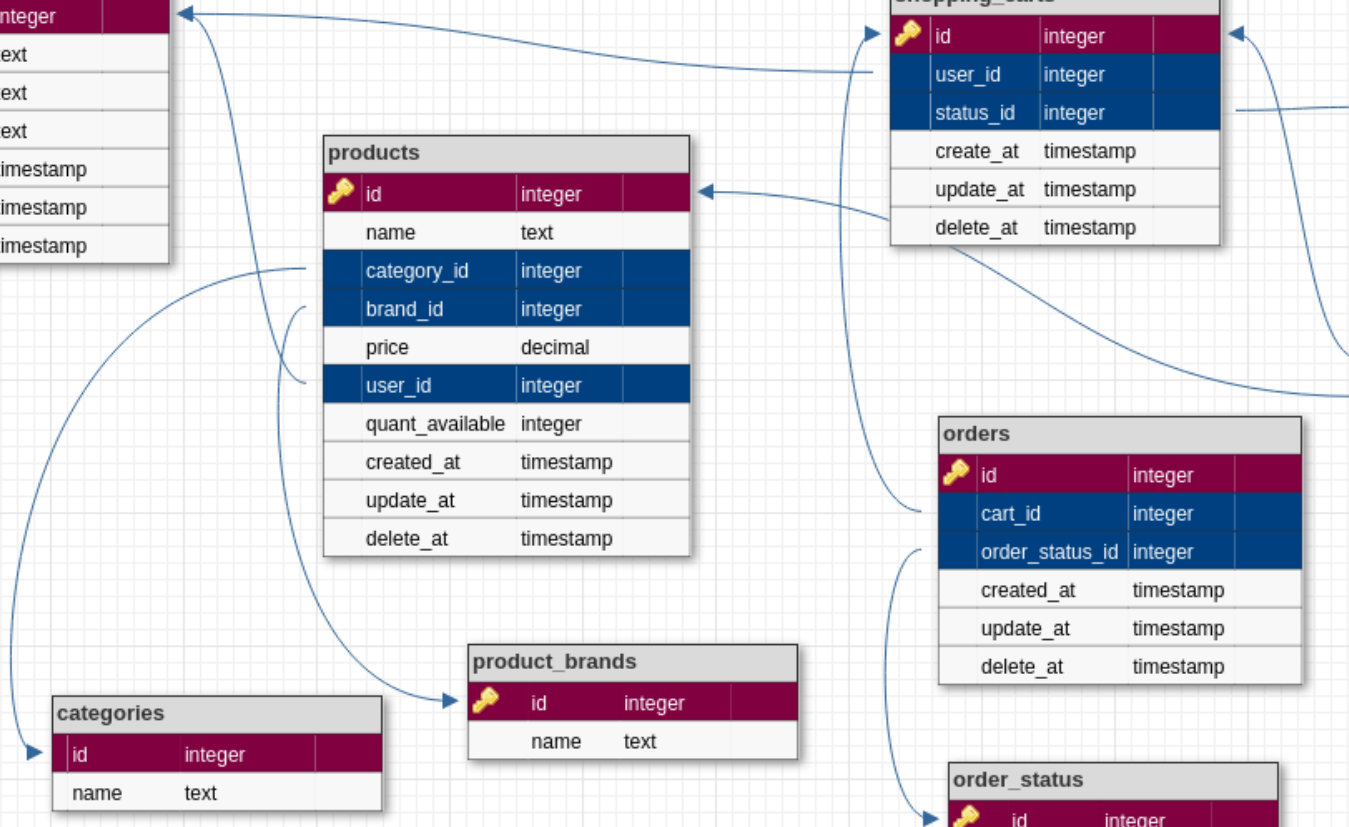 integer
text
text
text
timestamp
timestamp
timestamp
shopping_carts
id integer
user_id integer
status_id integer
create_at timestamp
update_at timestamp
delete_at timestamp
products
id integer
name text
category_id integer
brand_id integer
price decimal
user_id integer
quant_available integer
created_at timestamp
update_at timestamp
delete_at timestamp
orders
id integer
cart_id integer
order_status_id integer
created_at timestamp
update_at timestamp
delete_at timestamp
product_brands
id integer
name text
categories
id integer
name text
order_status
id integer